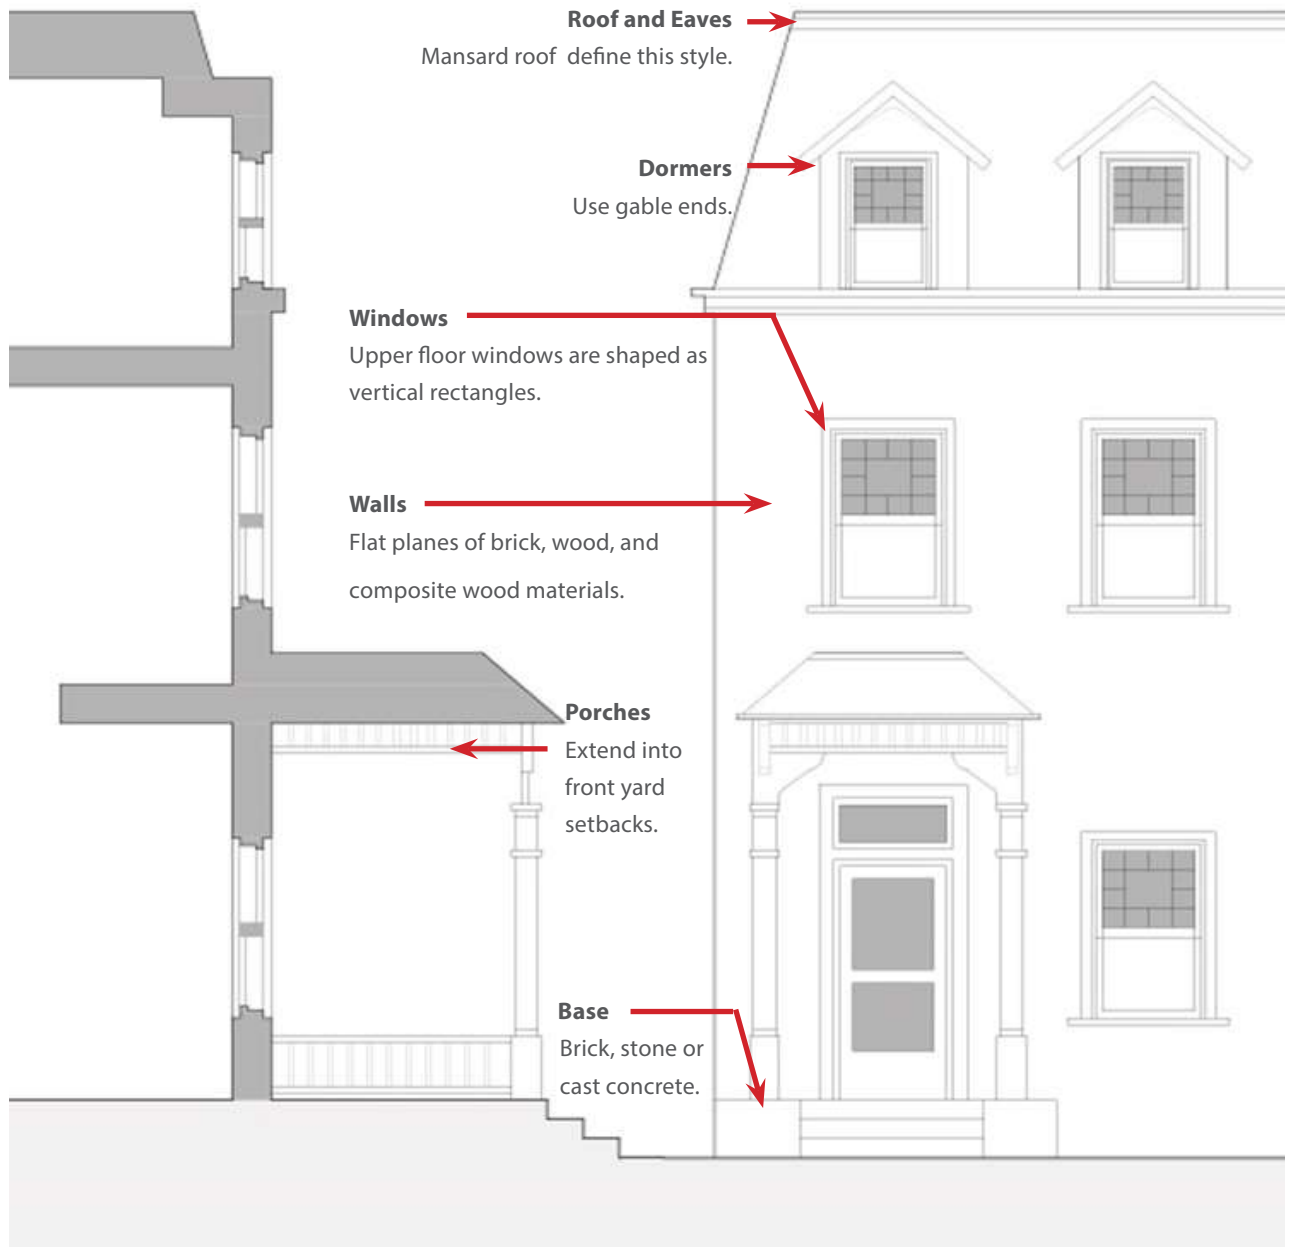 Roof and Eaves
Mansard roof define this style.
Dormers
Use gable ends.
Windows
Upper floor windows are shaped as
vertical rectangles.
Walls
Flat planes of brick, wood, and
composite wood materials.
Porches
Extend into
front yard
setbacks.
Base
Brick, stone or
cast concrete.